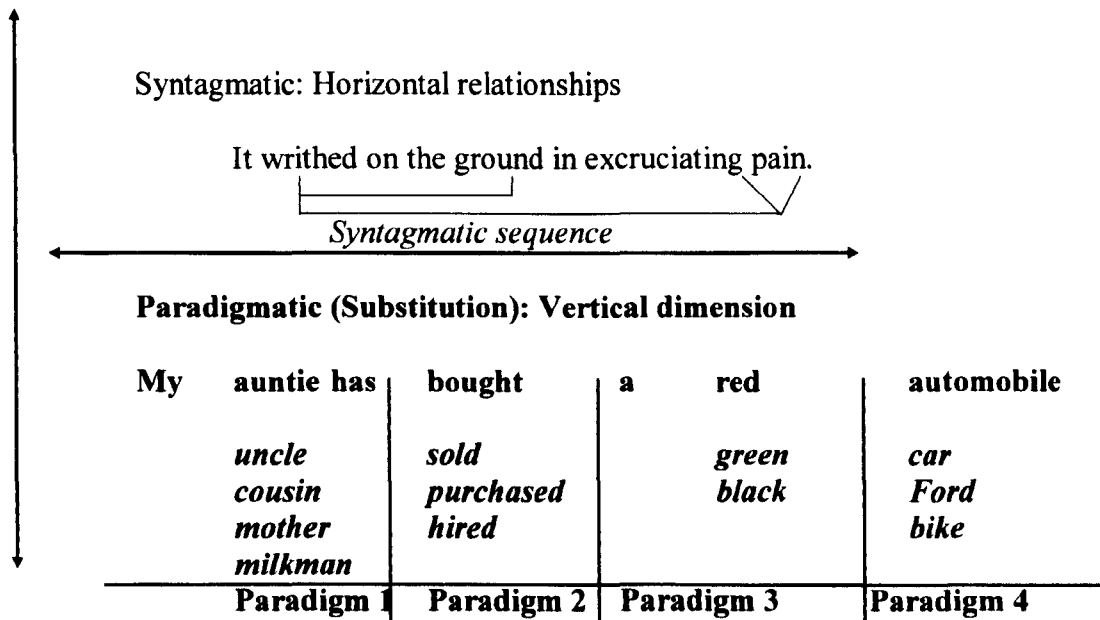 Syntagmatic: Horizontal relationships
It writhed on the ground in excruciating pain.
Syntagmatic sequence
Paradigmatic (Substitution): Vertical dimension
My auntie has bought a red automobile
uncle sold green car
cousin purchased black Ford
mother hired bike
milkman
Paradigm 1 Paradigm 2 Paradigm 3 Paradigm 4